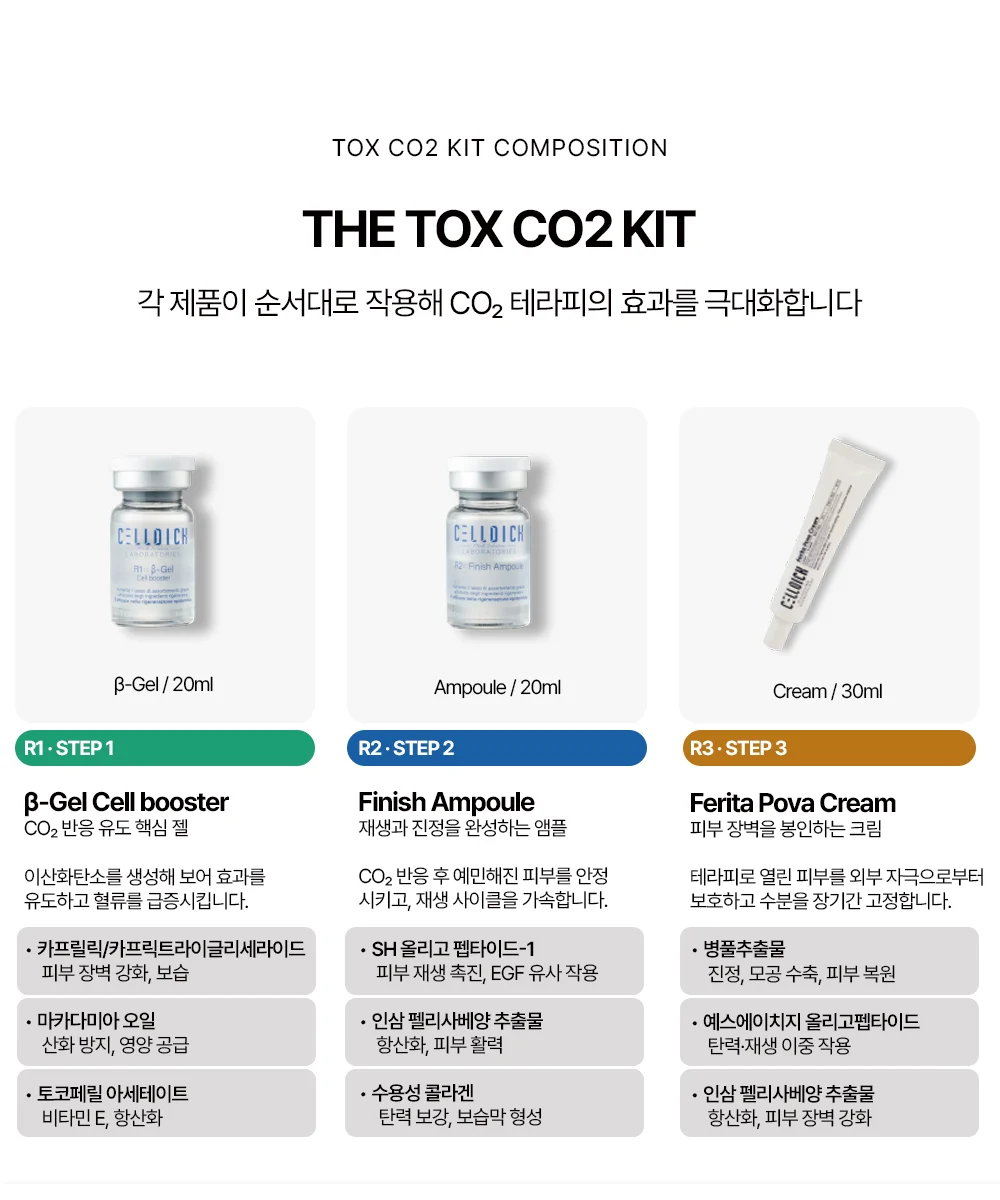 TOX CO2 KIT COMPOSITION
THE TOX CO2 KIT
각 제품이 순서대로 작용해 CO₂ 테라피의 효과를 극대화합니다
CELLDICH
LABORATORIES
R1 : β-Gel
Cell booster
β-Gel / 20ml
CELLDICH
LABORATORIES
R2 : Finish Ampoule
Ampoule / 20ml
CELLDICH
Ferita Pova Cream
Cream / 30ml
R1 · STEP 1
β-Gel Cell booster
CO₂ 반응 유도 핵심 젤
이산화탄소를 생성해 보어 효과를
유도하고 혈류를 급증시킵니다.
· 카프릴릭/카프릭트라이글리세라이드
피부 장벽 강화, 보습
· 마카다미아 오일
산화 방지, 영양 공급
· 토코페릴 아세테이트
비타민 E, 항산화
R2 · STEP 2
Finish Ampoule
재생과 진정을 완성하는 앰플
CO₂ 반응 후 예민해진 피부를 안정
시키고, 재생 사이클을 가속합니다.
· SH 올리고 펩타이드-1
피부 재생 촉진, EGF 유사 작용
· 인삼 펠리사베양 추출물
항산화, 피부 활력
· 수용성 콜라겐
탄력 보강, 보습막 형성
R3 · STEP 3
Ferita Pova Cream
피부 장벽을 봉인하는 크림
테라피로 열린 피부를 외부 자극으로부터
보호하고 수분을 장기간 고정합니다.
· 병풀추출물
진정, 모공 수축, 피부 복원
· 예스에이치지 올리고펩타이드
탄력·재생 이중 작용
· 인삼 펠리사베양 추출물
항산화, 피부 장벽 강화